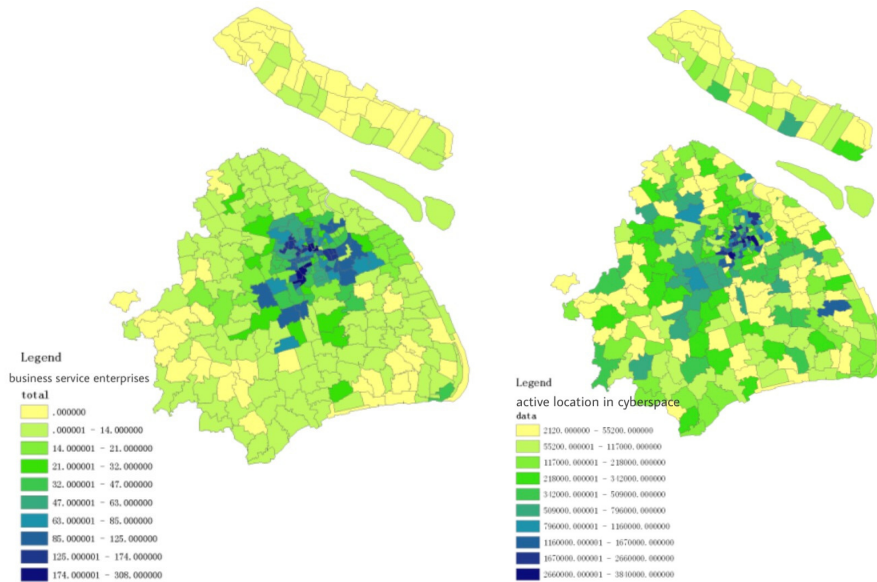 Legend
business service enterprises
total
.000000
.000001 - 14.000000
14.000001 - 21.000000
21.000001 - 32.000000
32.000001 - 47.000000
47.000001 - 63.000000
63.000001 - 85.000000
85.000001 - 125.000000
125.000001 - 174.000000
174.000001 - 308.000000
Legend
active location in cyberspace
data
2120.000000 - 55200.000000
55200.000001 - 117000.000000
117000.000001 - 218000.000000
218000.000001 - 342000.000000
342000.000001 - 509000.000000
509000.000001 - 796000.000000
796000.000001 - 1160000.000000
1160000.000001 - 1670000.000000
1670000.000001 - 2660000.000000
2660000.000001 - 3840000.000000